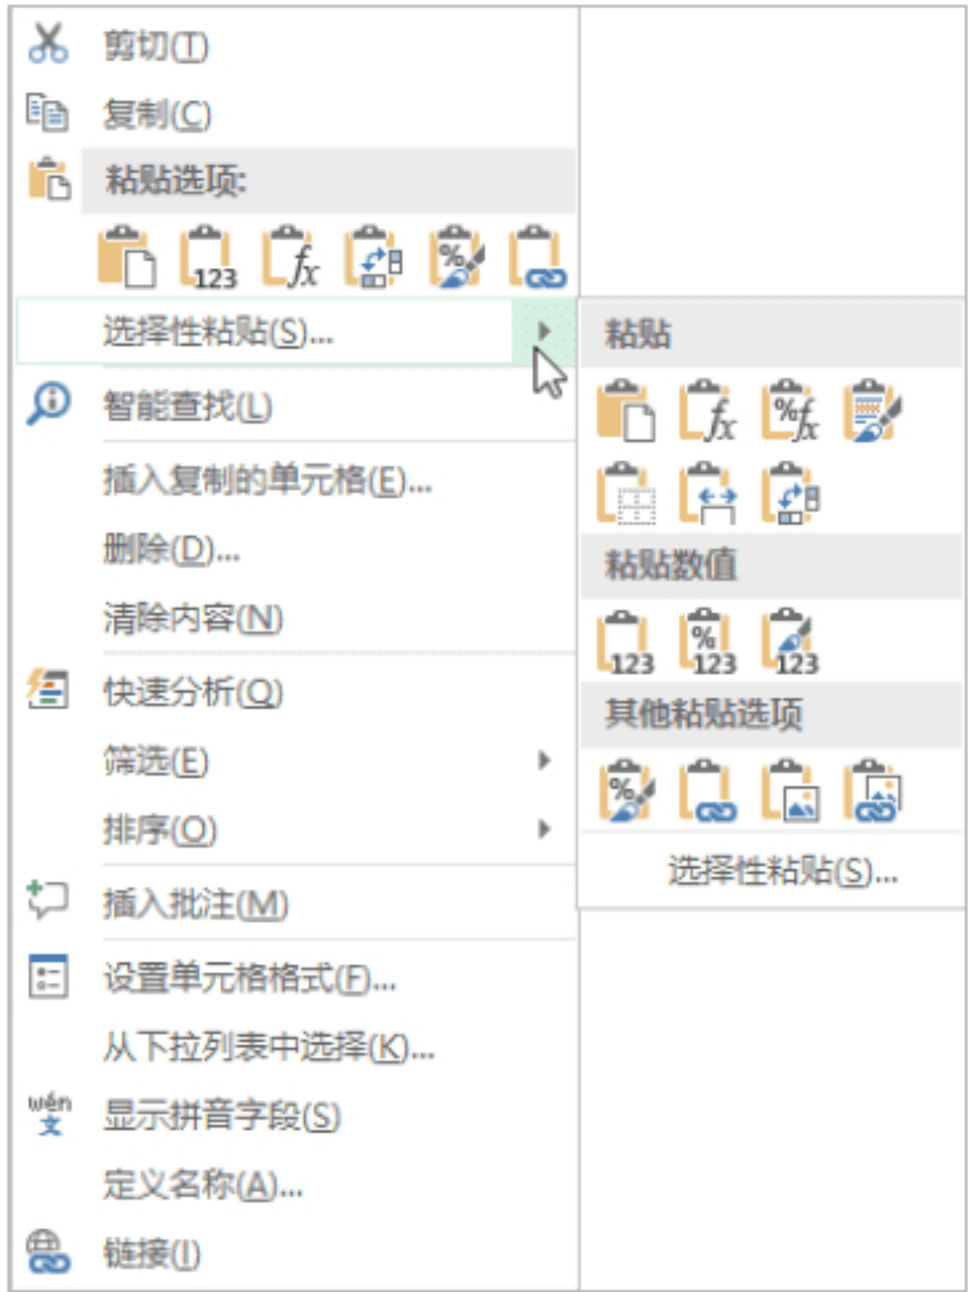 剪切(T)
复制(C)
粘贴选项:
123 fx %
选择性粘贴(S)...
智能查找(L)
插入复制的单元格(E)...
删除(D)...
清除内容(N)
快速分析(Q)
筛选(E)
排序(O)
插入批注(M)
设置单元格格式(F)...
从下拉列表中选择(K)...
wén
文
显示拼音字段(S)
定义名称(A)...
链接(I)
粘贴
fx %fx
粘贴数值
123 %123 123
其他粘贴选项
%
选择性粘贴(S)...